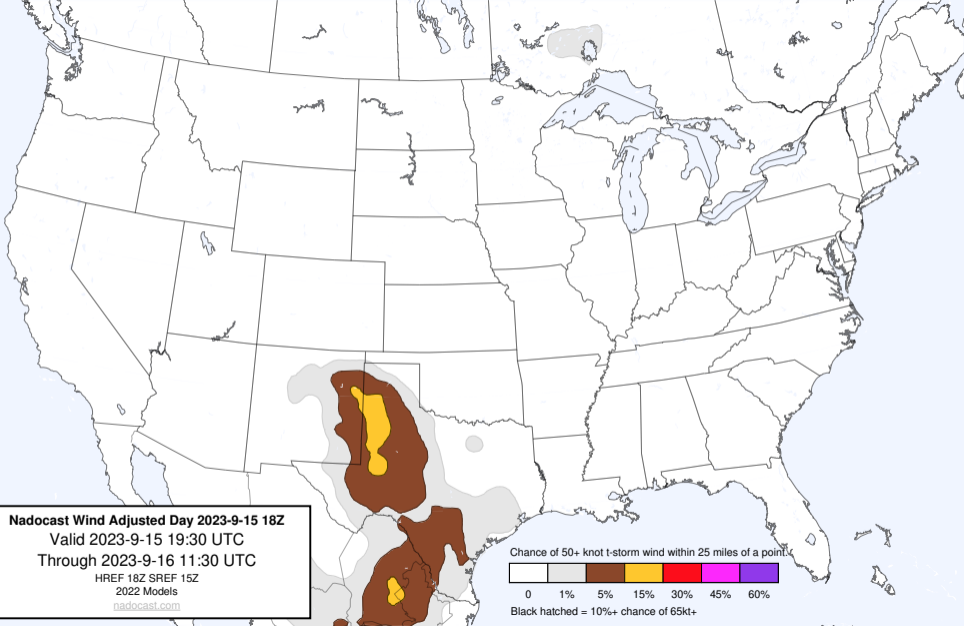 Nadocast Wind Adjusted Day 2023-9-15 18Z
Valid 2023-9-15 19:30 UTC
Through 2023-9-16 11:30 UTC
HREF 18Z SREF 15Z
2022 Models
nadocast.com
Chance of 50+ knot t-storm wind within 25 miles of a point.
0 1% 5% 15% 30% 45% 60%
Black hatched = 10%+ chance of 65kt+